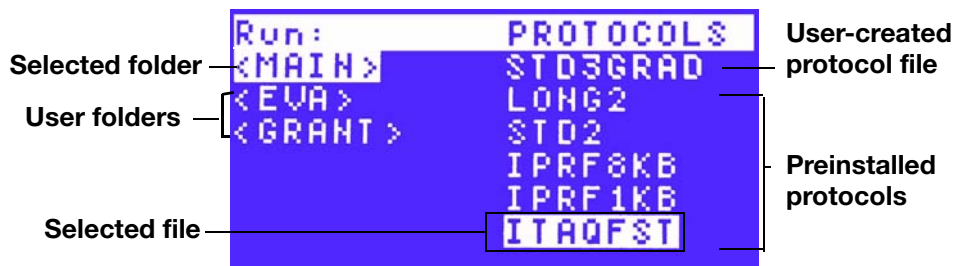 Run: PROTOCOLS
<MAIN> STD3GRAD
<EVA> LONG2
<GRANT> STD2
IPRF8KB
IPRF1KB
ITAQFST
Selected folder
User folders
Selected file
User-created
protocol file
Preinstalled
protocols